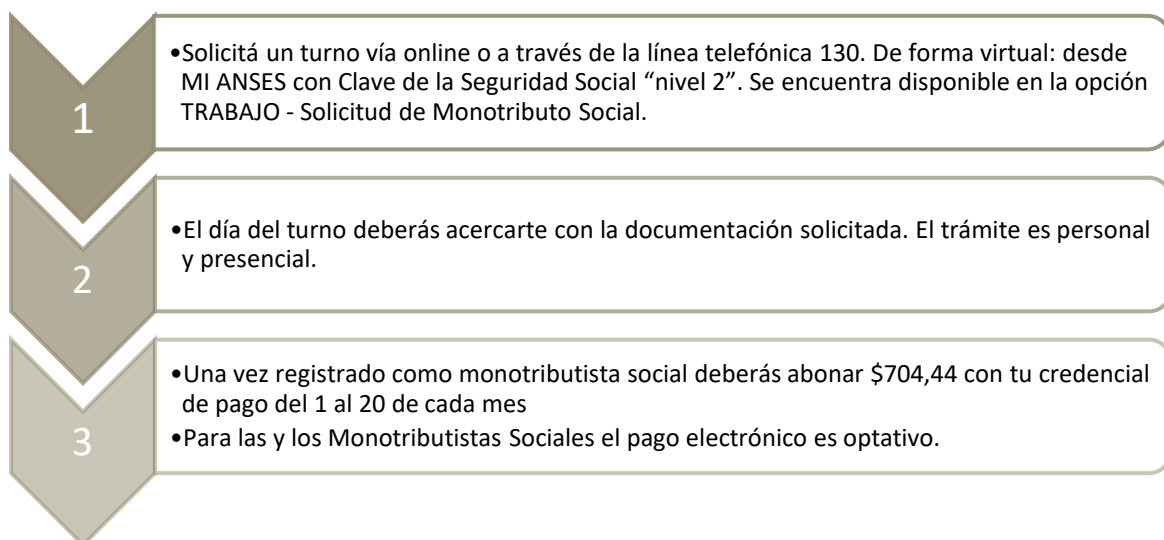 1
•Solicitá un turno vía online o a través de la línea telefónica 130. De forma virtual: desde
MI ANSES con Clave de la Seguridad Social “nivel 2”. Se encuentra disponible en la opción
TRABAJO - Solicitud de Monotributo Social.
2
•El día del turno deberás acercarte con la documentación solicitada. El trámite es personal
y presencial.
3
•Una vez registrado como monotributista social deberás abonar $704,44 con tu credencial
de pago del 1 al 20 de cada mes
•Para las y los Monotributistas Sociales el pago electrónico es optativo.